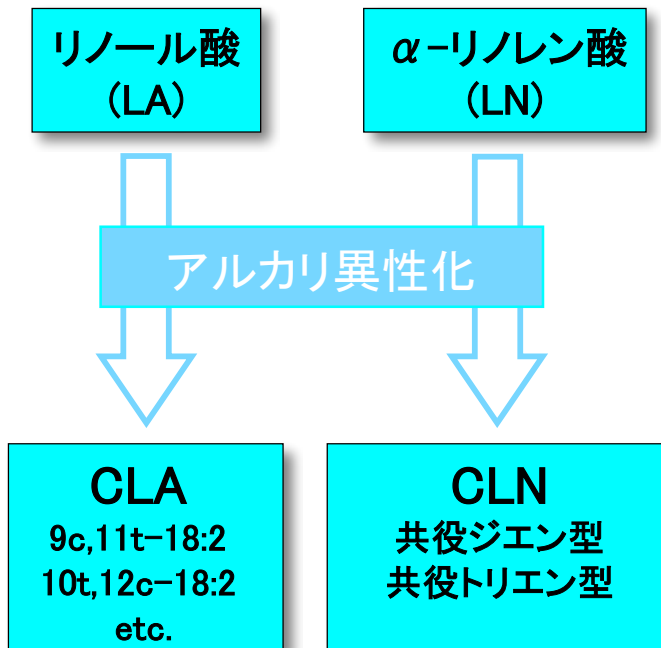 リノール酸
(LA)
α-リノレン酸
(LN)
アルカリ異性化
CLA
9c,11t-18:2
10t,12c-18:2
etc.
CLN
共役ジエン型
共役トリエン型